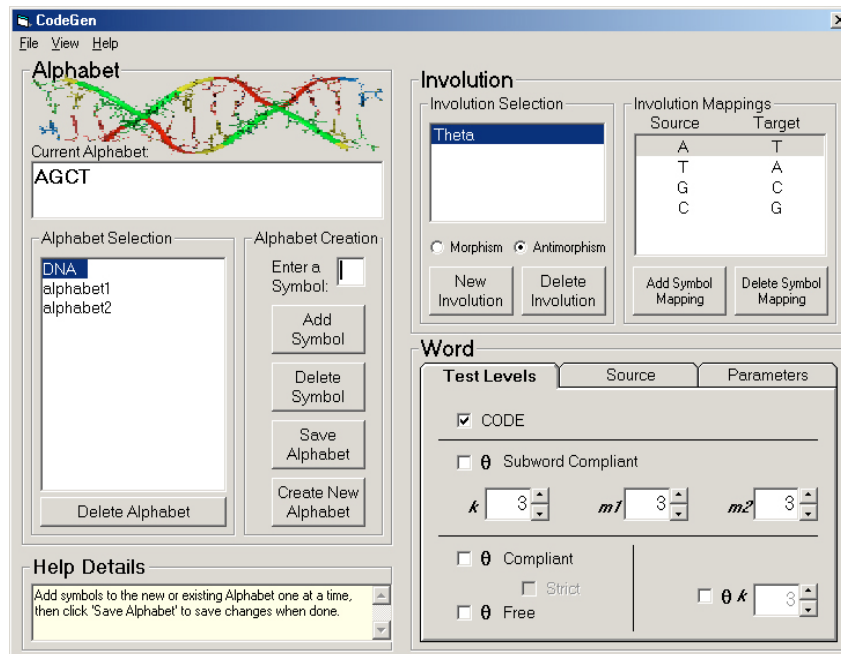 CodeGen
File View Help
Alphabet
Current Alphabet:
AGCT
Alphabet Selection
DNA
alphabet1
alphabet2
Delete Alphabet
Alphabet Creation
Enter a
Symbol:
Add
Symbol
Delete
Symbol
Save
Alphabet
Create New
Alphabet
Help Details
Add symbols to the new or existing Alphabet one at a time,
then click 'Save Alphabet' to save changes when done.
Involution
Involution Selection
Theta
Morphism Antimorphism
New
Involution
Delete
Involution
Involution Mappings
Source Target
A T
T A
G C
C G
Add Symbol
Mapping
Delete Symbol
Mapping
Word
Test Levels Source Parameters
CODE
θ Subword Compliant
k 3 m1 3 m2 3
θ Compliant
Strict
θ Free
θ k 3